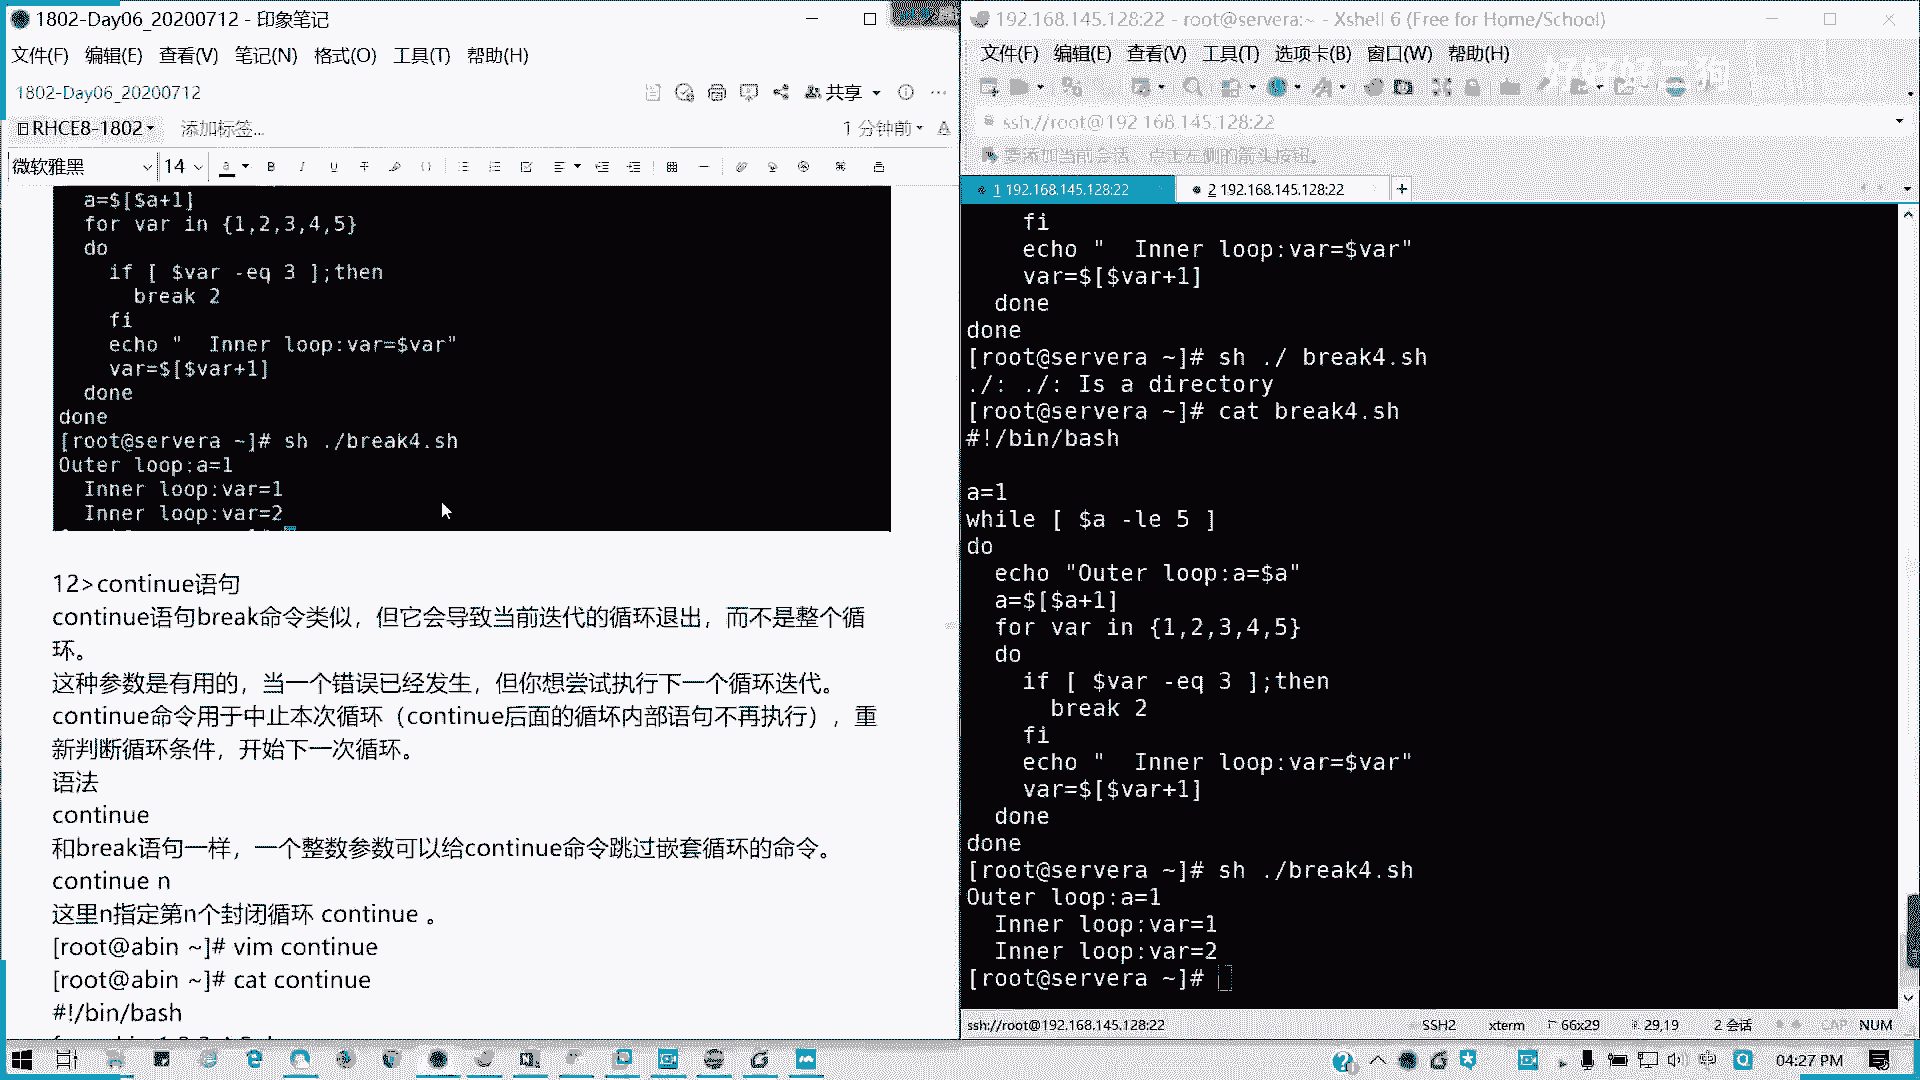 1802-Day06_20200712 - 印象笔记
文件(F) 编辑(E) 查看(V) 笔记(N) 格式(O) 工具(T) 帮助(H)
1802-Day06_20200712
共享
RHCE8-1802 添加标签...
1 分钟前
微软雅黑 14
a=$[$a+1]
for var in {1,2,3,4,5}
do
if [ $var -eq 3 ];then
break 2
fi
echo "  Inner loop:var=$var"
var=$[$var+1]
done
done
[root@servera ~]# sh ./break4.sh
Outer loop:a=1
Inner loop:var=1
Inner loop:var=2
12>continue语句
continue语句break命令类似，但它会导致当前迭代的循环退出，而不是整个循
环。
这种参数是有用的，当一个错误已经发生，但你想尝试执行下一个循环迭代。
continue命令用于中止本次循环（continue后面的循坏内部语句不再执行），重
新判断循环条件，开始下一次循环。
语法
continue
和break语句一样，一个整数参数可以给continue命令跳过嵌套循环的命令。
continue n
这里n指定第n个封闭循环 continue 。
[root@abin ~]# vim continue
[root@abin ~]# cat continue
#!/bin/bash
192.168.145.128:22 - root@servera:~ - Xshell 6 (Free for Home/School)
文件(F) 编辑(E) 查看(V) 工具(T) 选项卡(B) 窗口(W) 帮助(H)
好好好二狗
ssh://root@192.168.145.128:22
要添加当前会话，点击左侧的箭头按钮。
1 192.168.145.128:22
2 192.168.145.128:22
fi
echo "  Inner loop:var=$var"
var=$[$var+1]
done
done
[root@servera ~]# sh ./ break4.sh
./: ./: Is a directory
[root@servera ~]# cat break4.sh
#!/bin/bash
a=1
while [ $a -le 5 ]
do
echo "Outer loop:a=$a"
a=$[$a+1]
for var in {1,2,3,4,5}
do
if [ $var -eq 3 ];then
break 2
fi
echo "  Inner loop:var=$var"
var=$[$var+1]
done
done
[root@servera ~]# sh ./break4.sh
Outer loop:a=1
Inner loop:var=1
Inner loop:var=2
[root@servera ~]#
ssh://root@192.168.145.128:22 SSH2 xterm 66x29 29,19 2 会话 CAP NUM
04:27 PM